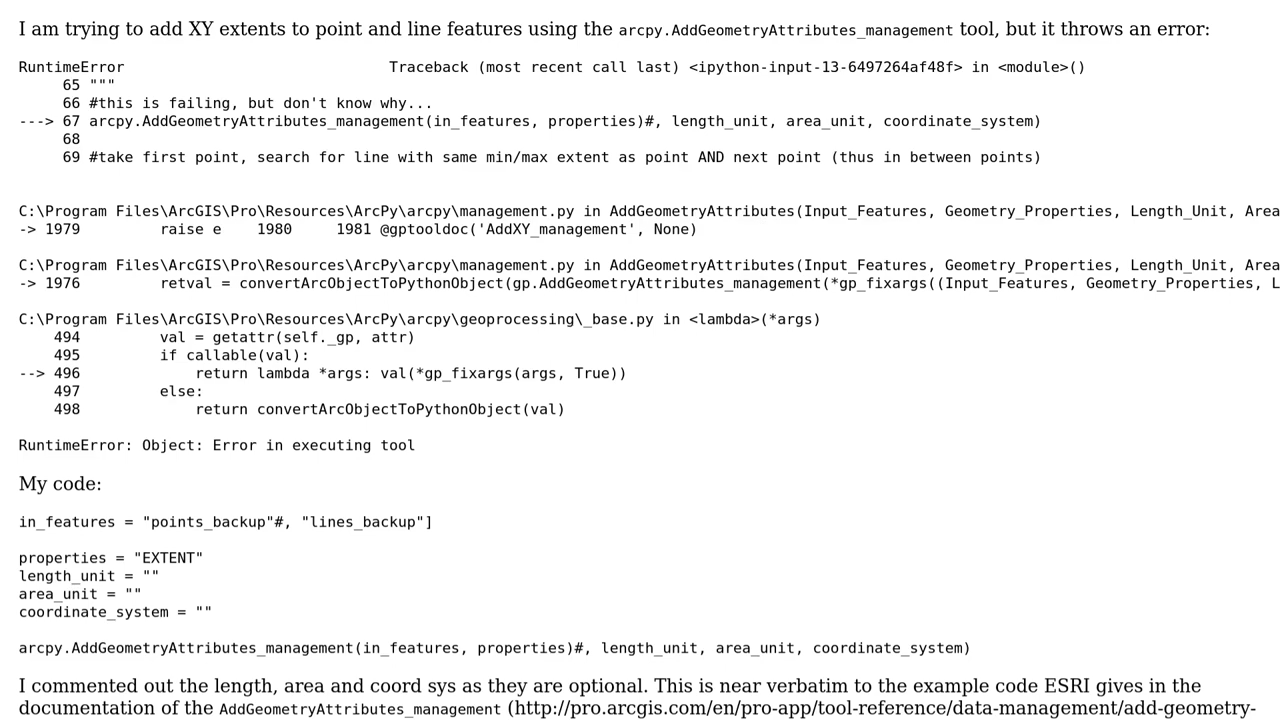 I am trying to add XY extents to point and line features using the arcpy.AddGeometryAttributes_management tool, but it throws an error:
RuntimeError                              Traceback (most recent call last) <ipython-input-13-6497264af48f> in <module>()
     65 """
     66 #this is failing, but don't know why...
---> 67 arcpy.AddGeometryAttributes_management(in_features, properties)#, length_unit, area_unit, coordinate_system)
     68
     69 #take first point, search for line with same min/max extent as point AND next point (thus in between points)
C:\Program Files\ArcGIS\Pro\Resources\ArcPy\arcpy\management.py in AddGeometryAttributes(Input_Features, Geometry_Properties, Length_Unit, Area
-> 1979         raise e    1980     1981 @gptooldoc('AddXY_management', None)
C:\Program Files\ArcGIS\Pro\Resources\ArcPy\arcpy\management.py in AddGeometryAttributes(Input_Features, Geometry_Properties, Length_Unit, Area
-> 1976         retval = convertArcObjectToPythonObject(gp.AddGeometryAttributes_management(*gp_fixargs((Input_Features, Geometry_Properties, L
C:\Program Files\ArcGIS\Pro\Resources\ArcPy\arcpy\geoprocessing\_base.py in <lambda>(*args)
    494         val = getattr(self._gp, attr)
    495         if callable(val):
--> 496             return lambda *args: val(*gp_fixargs(args, True))
    497         else:
    498             return convertArcObjectToPythonObject(val)
RuntimeError: Object: Error in executing tool
My code:
in_features = "points_backup"#, "lines_backup"]
properties = "EXTENT"
length_unit = ""
area_unit = ""
coordinate_system = ""
arcpy.AddGeometryAttributes_management(in_features, properties)#, length_unit, area_unit, coordinate_system)
I commented out the length, area and coord sys as they are optional. This is near verbatim to the example code ESRI gives in the
documentation of the AddGeometryAttributes_management (http://pro.arcgis.com/en/pro-app/tool-reference/data-management/add-geometry-